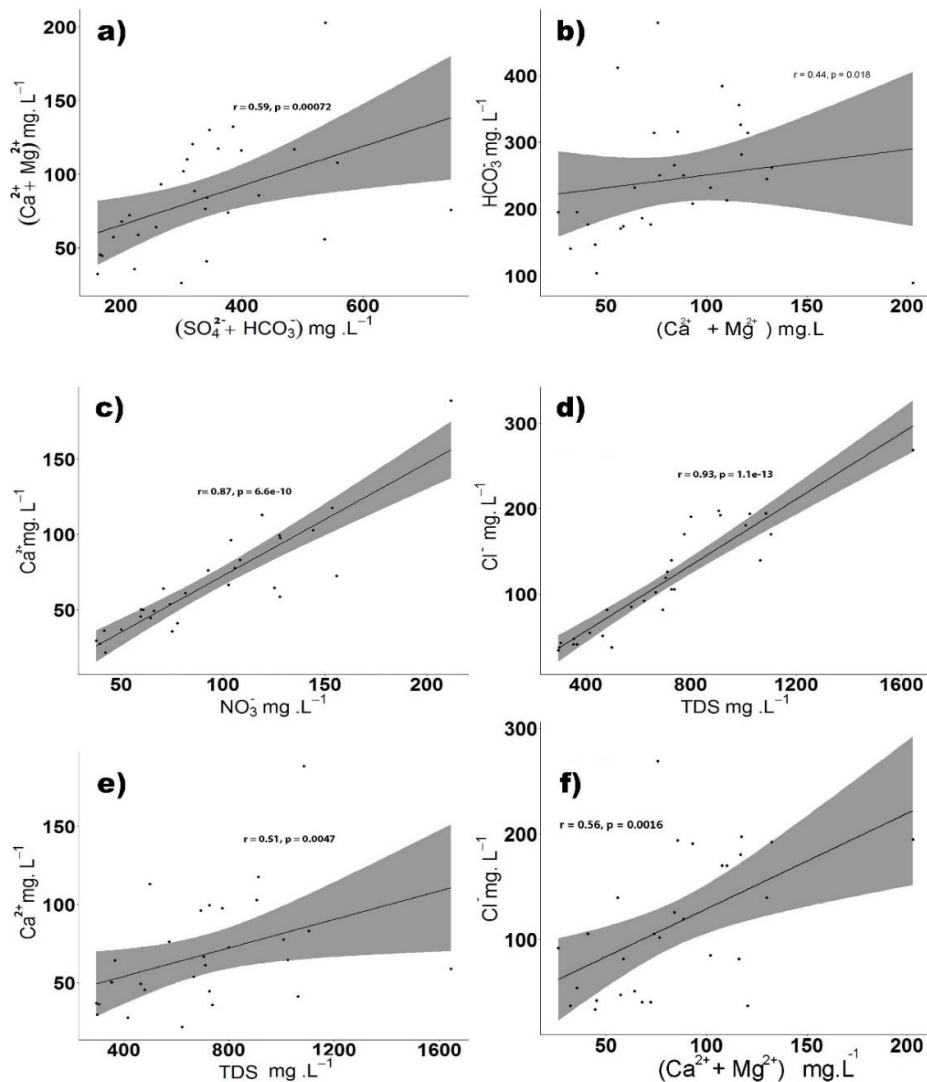 a)
(Ca²⁺ + Mg²⁺) mg. L⁻¹
200
150
100
50
r = 0.59, p = 0.00072
200 400 600
(SO₄²⁻ + HCO₃⁻) mg .L⁻¹
b)
HCO₃⁻ mg. L⁻¹
400
300
200
100
r = 0.44, p = 0.018
50 100 150 200
(Ca²⁺ + Mg²⁺) mg.L
c)
Ca²⁺ mg. L⁻¹
150
100
50
r= 0.87, p = 6.6e-10
50 100 150 200
NO₃⁻ mg .L⁻¹
d)
Cl⁻ mg. L⁻¹
300
200
100
r = 0.93, p = 1.1e-13
400 800 1200 1600
TDS mg .L⁻¹
e)
Ca²⁺ mg. L⁻¹
150
100
50
r = 0.51, p = 0.0047
400 800 1200 1600
TDS mg .L⁻¹
f)
Cl⁻ mg. L⁻¹
300
200
100
r = 0.56, p = 0.0016
50 100 150 200
(Ca²⁺ + Mg²⁺) mg.L⁻¹